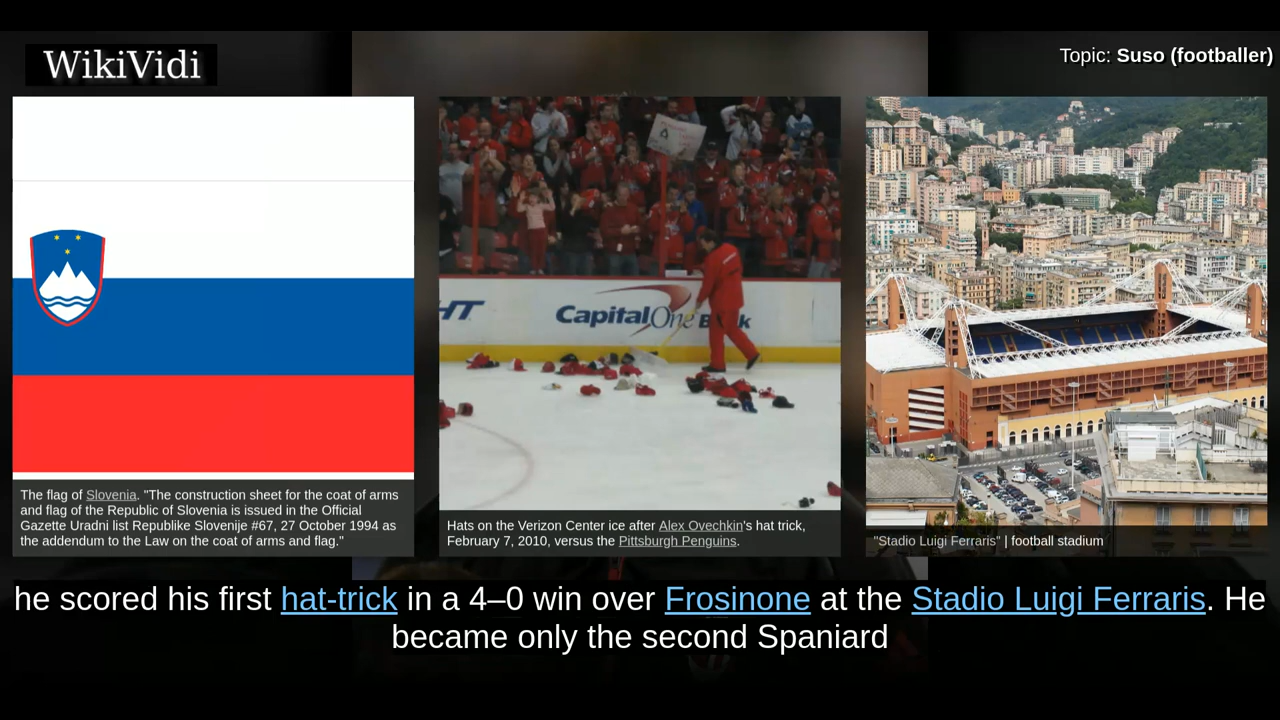 WikiVidi
Topic: Suso (footballer)
HT
CapitalOne Bank
The flag of Slovenia. "The construction sheet for the coat of arms
and flag of the Republic of Slovenia is issued in the Official
Gazette Uradni list Republike Slovenije #67, 27 October 1994 as
the addendum to the Law on the coat of arms and flag."
Hats on the Verizon Center ice after Alex Ovechkin's hat trick,
February 7, 2010, versus the Pittsburgh Penguins.
"Stadio Luigi Ferraris" | football stadium
he scored his first hat-trick in a 4–0 win over Frosinone at the Stadio Luigi Ferraris. He
became only the second Spaniard